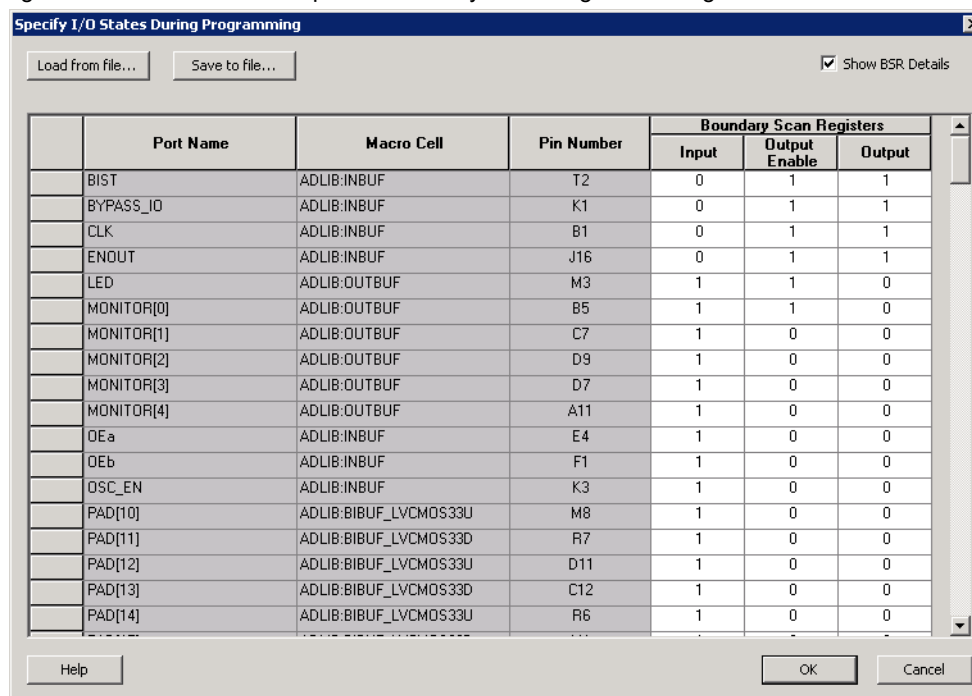 Specify I/O States During Programming
Load from file... Save to file... Show BSR Details
Port Name Macro Cell Pin Number Boundary Scan Registers
Input Output Enable Output
BIST ADLIB:INBUF T2 0 1 1
BYPASS_IO ADLIB:INBUF K1 0 1 1
CLK ADLIB:INBUF B1 0 1 1
ENOUT ADLIB:INBUF J16 0 1 1
LED ADLIB:OUTBUF M3 1 1 0
MONITOR[0] ADLIB:OUTBUF B5 1 1 0
MONITOR[1] ADLIB:OUTBUF C7 1 0 0
MONITOR[2] ADLIB:OUTBUF D9 1 0 0
MONITOR[3] ADLIB:OUTBUF D7 1 0 0
MONITOR[4] ADLIB:OUTBUF A11 1 0 0
OEa ADLIB:INBUF E4 1 0 0
OEb ADLIB:INBUF F1 1 0 0
OSC_EN ADLIB:INBUF K3 1 0 0
PAD[10] ADLIB:BIBUF_LVCMOS33U M8 1 0 0
PAD[11] ADLIB:BIBUF_LVCMOS33D R7 1 0 0
PAD[12] ADLIB:BIBUF_LVCMOS33U D11 1 0 0
PAD[13] ADLIB:BIBUF_LVCMOS33D C12 1 0 0
PAD[14] ADLIB:BIBUF_LVCMOS33U R6 1 0 0
Help OK Cancel